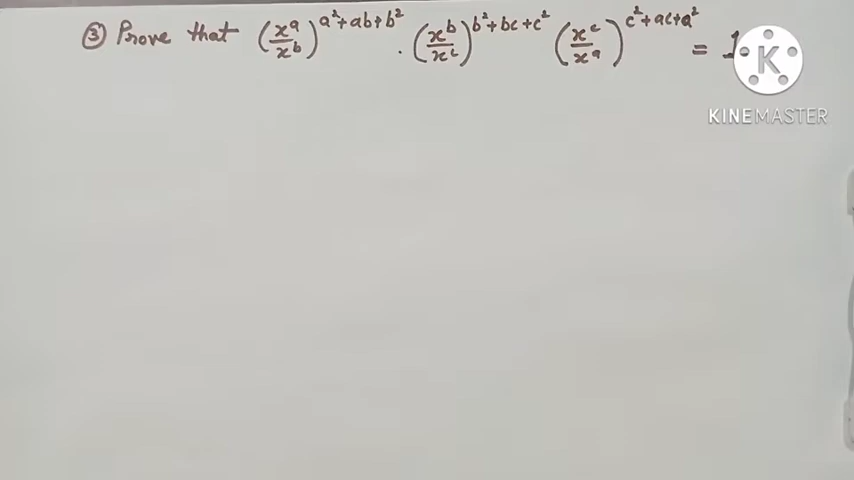 ③ Prove that (x^a/x^b)^(a²+ab+b²) · (x^b/x^c)^(b²+bc+c²) (x^c/x^a)^(c²+ac+a²) = 1.
K
KINEMASTER